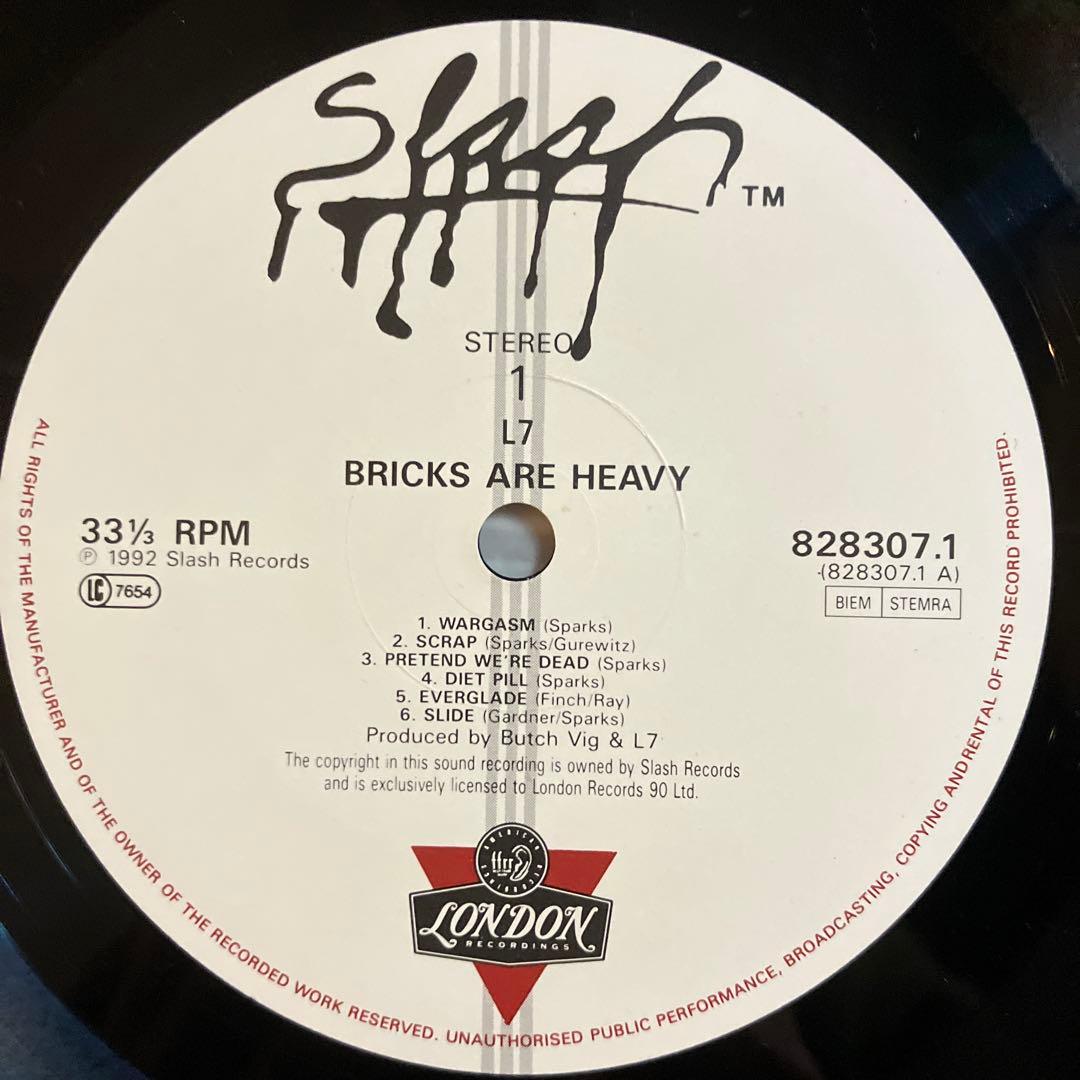 Slash TM
STEREO
1
L7
BRICKS ARE HEAVY
33⅓ RPM
Ⓟ 1992 Slash Records
LC 7654
828307.1
(828307.1 A)
BIEM STEMRA
1. WARGASM (Sparks)
2. SCRAP (Sparks/Gurewitz)
3. PRETEND WE'RE DEAD (Sparks)
4. DIET PILL (Sparks)
5. EVERGLADE (Finch/Ray)
6. SLIDE (Gardner/Sparks)
Produced by Butch Vig & L7
The copyright in this sound recording is owned by Slash Records
and is exclusively licensed to London Records 90 Ltd.
AMERICAN
ffrr
RECORDINGS
LONDON
RECORDINGS
ALL RIGHTS OF THE MANUFACTURER AND OF THE OWNER OF THE RECORDED WORK RESERVED. UNAUTHORISED PUBLIC PERFORMANCE, BROADCASTING, COPYING AND RENTAL OF THIS RECORD PROHIBITED.